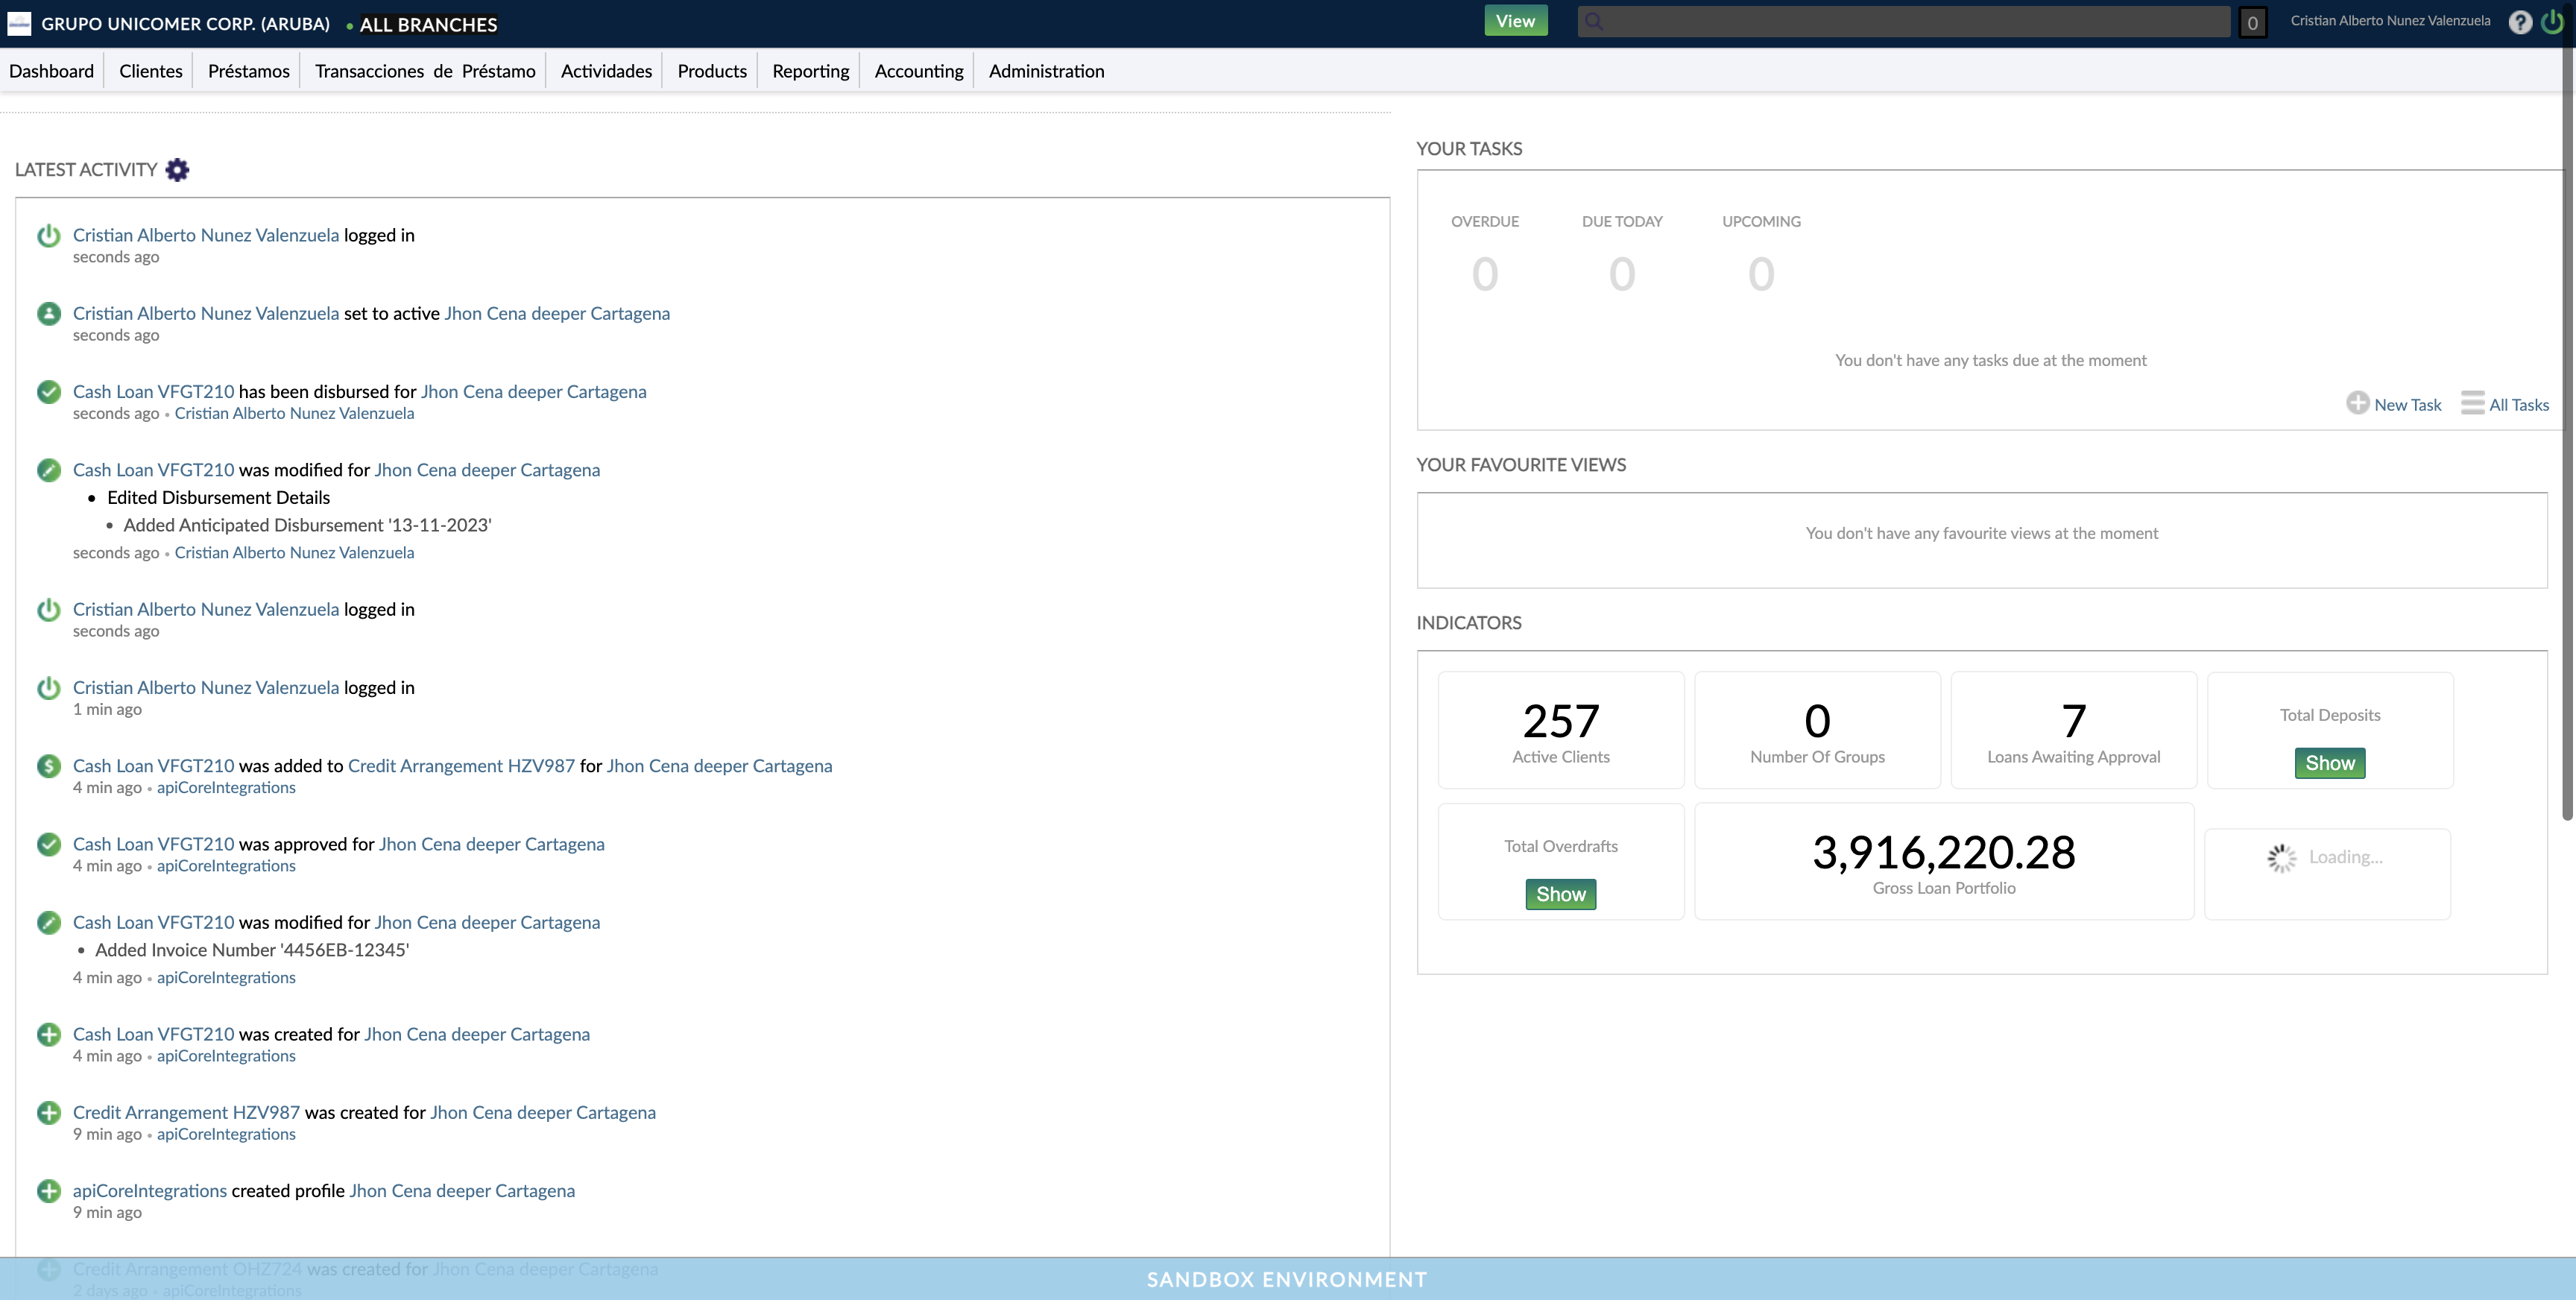 GRUPO UNICOMER CORP. (ARUBA) • ALL BRANCHES
View
0
Cristian Alberto Nunez Valenzuela
?
Dashboard Clientes Préstamos Transacciones de Préstamo Actividades Products Reporting Accounting Administration
LATEST ACTIVITY
Cristian Alberto Nunez Valenzuela logged in
seconds ago
Cristian Alberto Nunez Valenzuela set to active Jhon Cena deeper Cartagena
seconds ago
Cash Loan VFGT210 has been disbursed for Jhon Cena deeper Cartagena
seconds ago • Cristian Alberto Nunez Valenzuela
Cash Loan VFGT210 was modified for Jhon Cena deeper Cartagena
• Edited Disbursement Details
• Added Anticipated Disbursement '13-11-2023'
seconds ago • Cristian Alberto Nunez Valenzuela
Cristian Alberto Nunez Valenzuela logged in
seconds ago
Cristian Alberto Nunez Valenzuela logged in
1 min ago
Cash Loan VFGT210 was added to Credit Arrangement HZV987 for Jhon Cena deeper Cartagena
4 min ago • apiCoreIntegrations
Cash Loan VFGT210 was approved for Jhon Cena deeper Cartagena
4 min ago • apiCoreIntegrations
Cash Loan VFGT210 was modified for Jhon Cena deeper Cartagena
• Added Invoice Number '4456EB-12345'
4 min ago • apiCoreIntegrations
Cash Loan VFGT210 was created for Jhon Cena deeper Cartagena
4 min ago • apiCoreIntegrations
Credit Arrangement HZV987 was created for Jhon Cena deeper Cartagena
9 min ago • apiCoreIntegrations
apiCoreIntegrations created profile Jhon Cena deeper Cartagena
9 min ago
Credit Arrangement OHZ724 was created for Jhon Cena deeper Cartagena
2 days ago • apiCoreIntegrations
YOUR TASKS
OVERDUE DUE TODAY UPCOMING
0 0 0
You don't have any tasks due at the moment
New Task All Tasks
YOUR FAVOURITE VIEWS
You don't have any favourite views at the moment
INDICATORS
257
Active Clients
0
Number Of Groups
7
Loans Awaiting Approval
Total Deposits
Show
Total Overdrafts
Show
3,916,220.28
Gross Loan Portfolio
Loading...
SANDBOX ENVIRONMENT